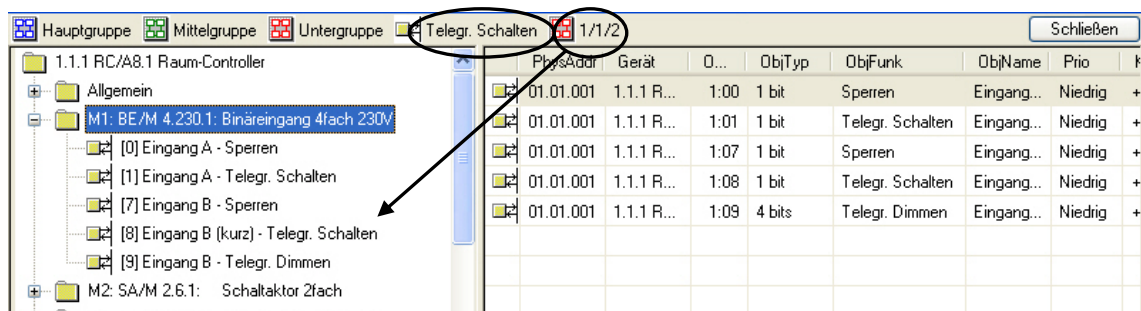 Hauptgruppe Mittelgruppe Untergruppe Telegr. Schalten 1/1/2 Schließen
1.1.1 RC/A8.1 Raum-Controller
Allgemein
M1: BE/M 4.230.1: Binäreingang 4fach 230V
[0] Eingang A - Sperren
[1] Eingang A - Telegr. Schalten
[7] Eingang B - Sperren
[8] Eingang B (kurz) - Telegr. Schalten
[9] Eingang B - Telegr. Dimmen
M2: SA/M 2.6.1: Schaltaktor 2fach
PhysAddr Gerät O... ObjTyp ObjFunk ObjName Prio
01.01.001 1.1.1 R... 1:00 1 bit Sperren Eingang... Niedrig +
01.01.001 1.1.1 R... 1:01 1 bit Telegr. Schalten Eingang... Niedrig +
01.01.001 1.1.1 R... 1:07 1 bit Sperren Eingang... Niedrig +
01.01.001 1.1.1 R... 1:08 1 bit Telegr. Schalten Eingang... Niedrig +
01.01.001 1.1.1 R... 1:09 4 bits Telegr. Dimmen Eingang... Niedrig +